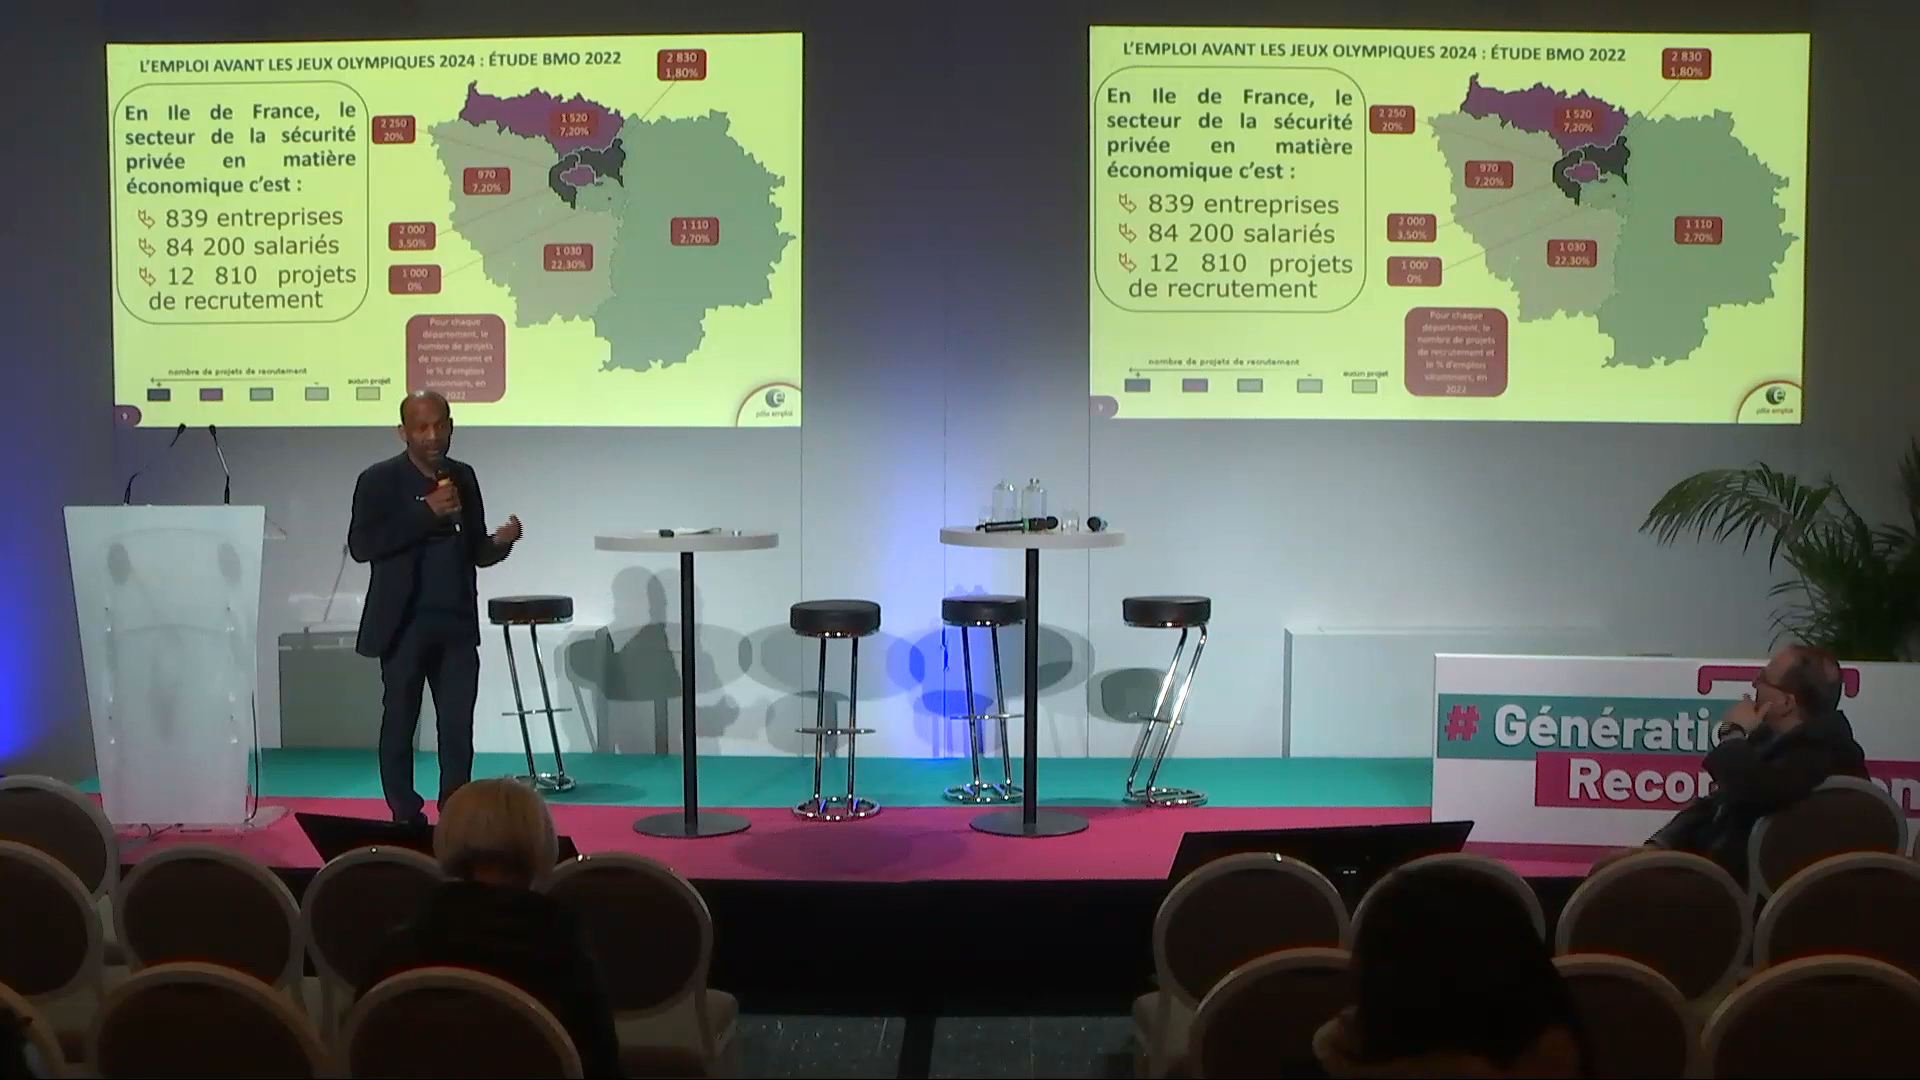 L'EMPLOI AVANT LES JEUX OLYMPIQUES 2024 : ÉTUDE BMO 2022
En Ile de France, le
secteur de la sécurité
privée en matière
économique c'est :
839 entreprises
84 200 salariés
12 810 projets
de recrutement
2 830
1,80%
2 250
20%
1 520
7,20%
970
7,20%
2 000
3,50%
1 110
2,70%
1 030
22,30%
1 000
0%
Pour chaque
département, le
nombre de projets
de recrutement et
le % d'emplois
saisonniers, en
2022
nombre de projets de recrutement
+
-
aucun projet
9
pôle emploi
L'EMPLOI AVANT LES JEUX OLYMPIQUES 2024 : ÉTUDE BMO 2022
En Ile de France, le
secteur de la sécurité
privée en matière
économique c'est :
839 entreprises
84 200 salariés
12 810 projets
de recrutement
2 830
1,80%
2 250
20%
1 520
7,20%
970
7,20%
2 000
3,50%
1 110
2,70%
1 030
22,30%
1 000
0%
Pour chaque
département, le
nombre de projets
de recrutement et
le % d'emplois
saisonniers, en
2022
nombre de projets de recrutement
+
-
aucun projet
9
pôle emploi
# Générati
Recon
en